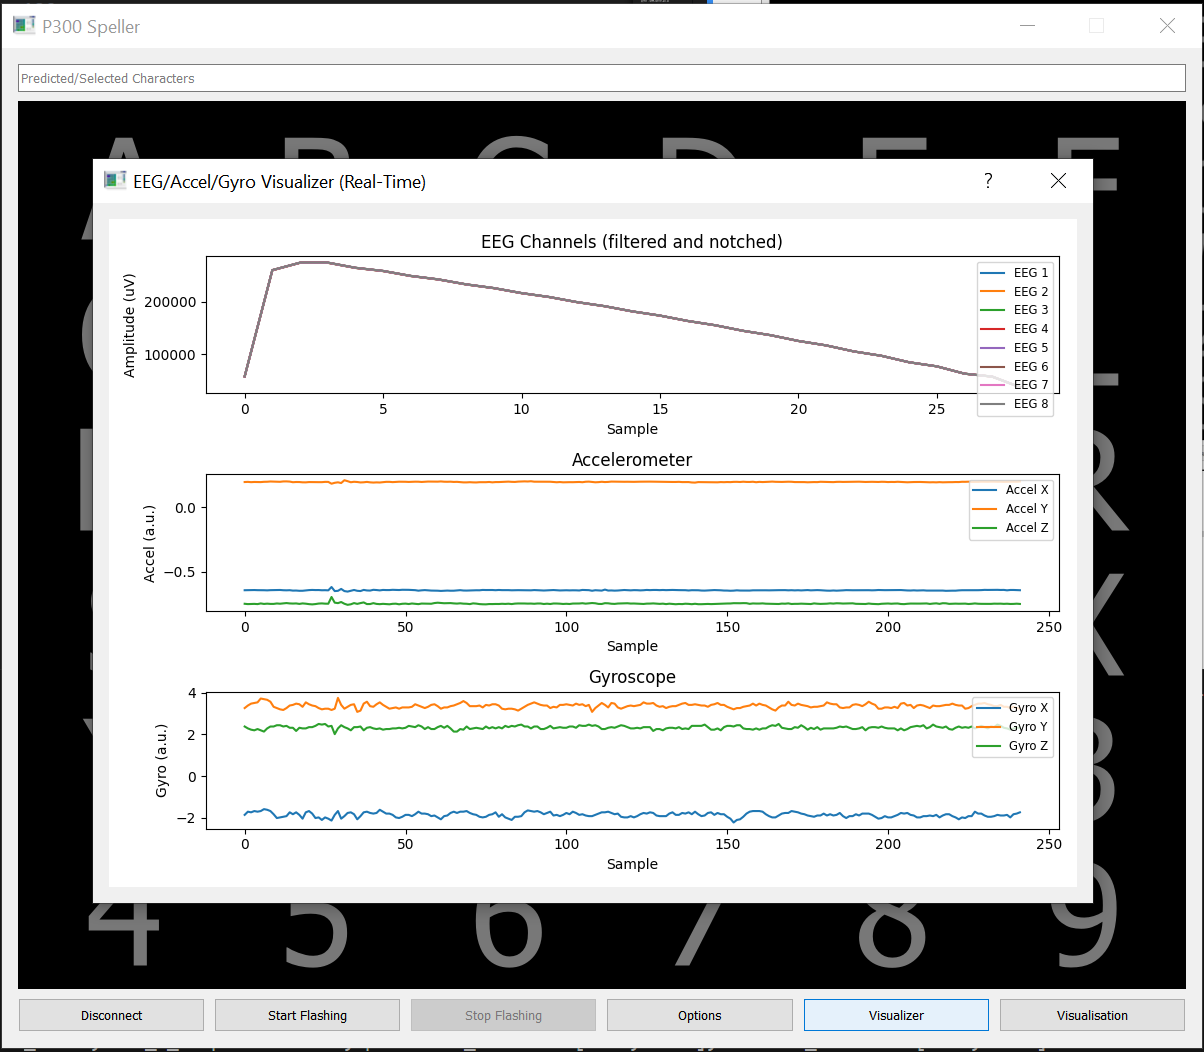 P300 Speller
Predicted/Selected Characters
A B C D E F
EEG/Accel/Gyro Visualizer (Real-Time)
?
EEG Channels (filtered and notched)
Amplitude (uV)
200000
100000
EEG 1
EEG 2
EEG 3
EEG 4
EEG 5
EEG 6
EEG 7
EEG 8
0 5 10 15 20 25
Sample
Accelerometer
Accel (a.u.)
0.0
−0.5
Accel X
Accel Y
Accel Z
0 50 100 150 200 250
Sample
Gyroscope
Gyro (a.u.)
4
2
0
−2
Gyro X
Gyro Y
Gyro Z
0 50 100 150 200 250
Sample
R
X
3
4 5 6 7 8 9
Disconnect
Start Flashing
Stop Flashing
Options
Visualizer
Visualisation